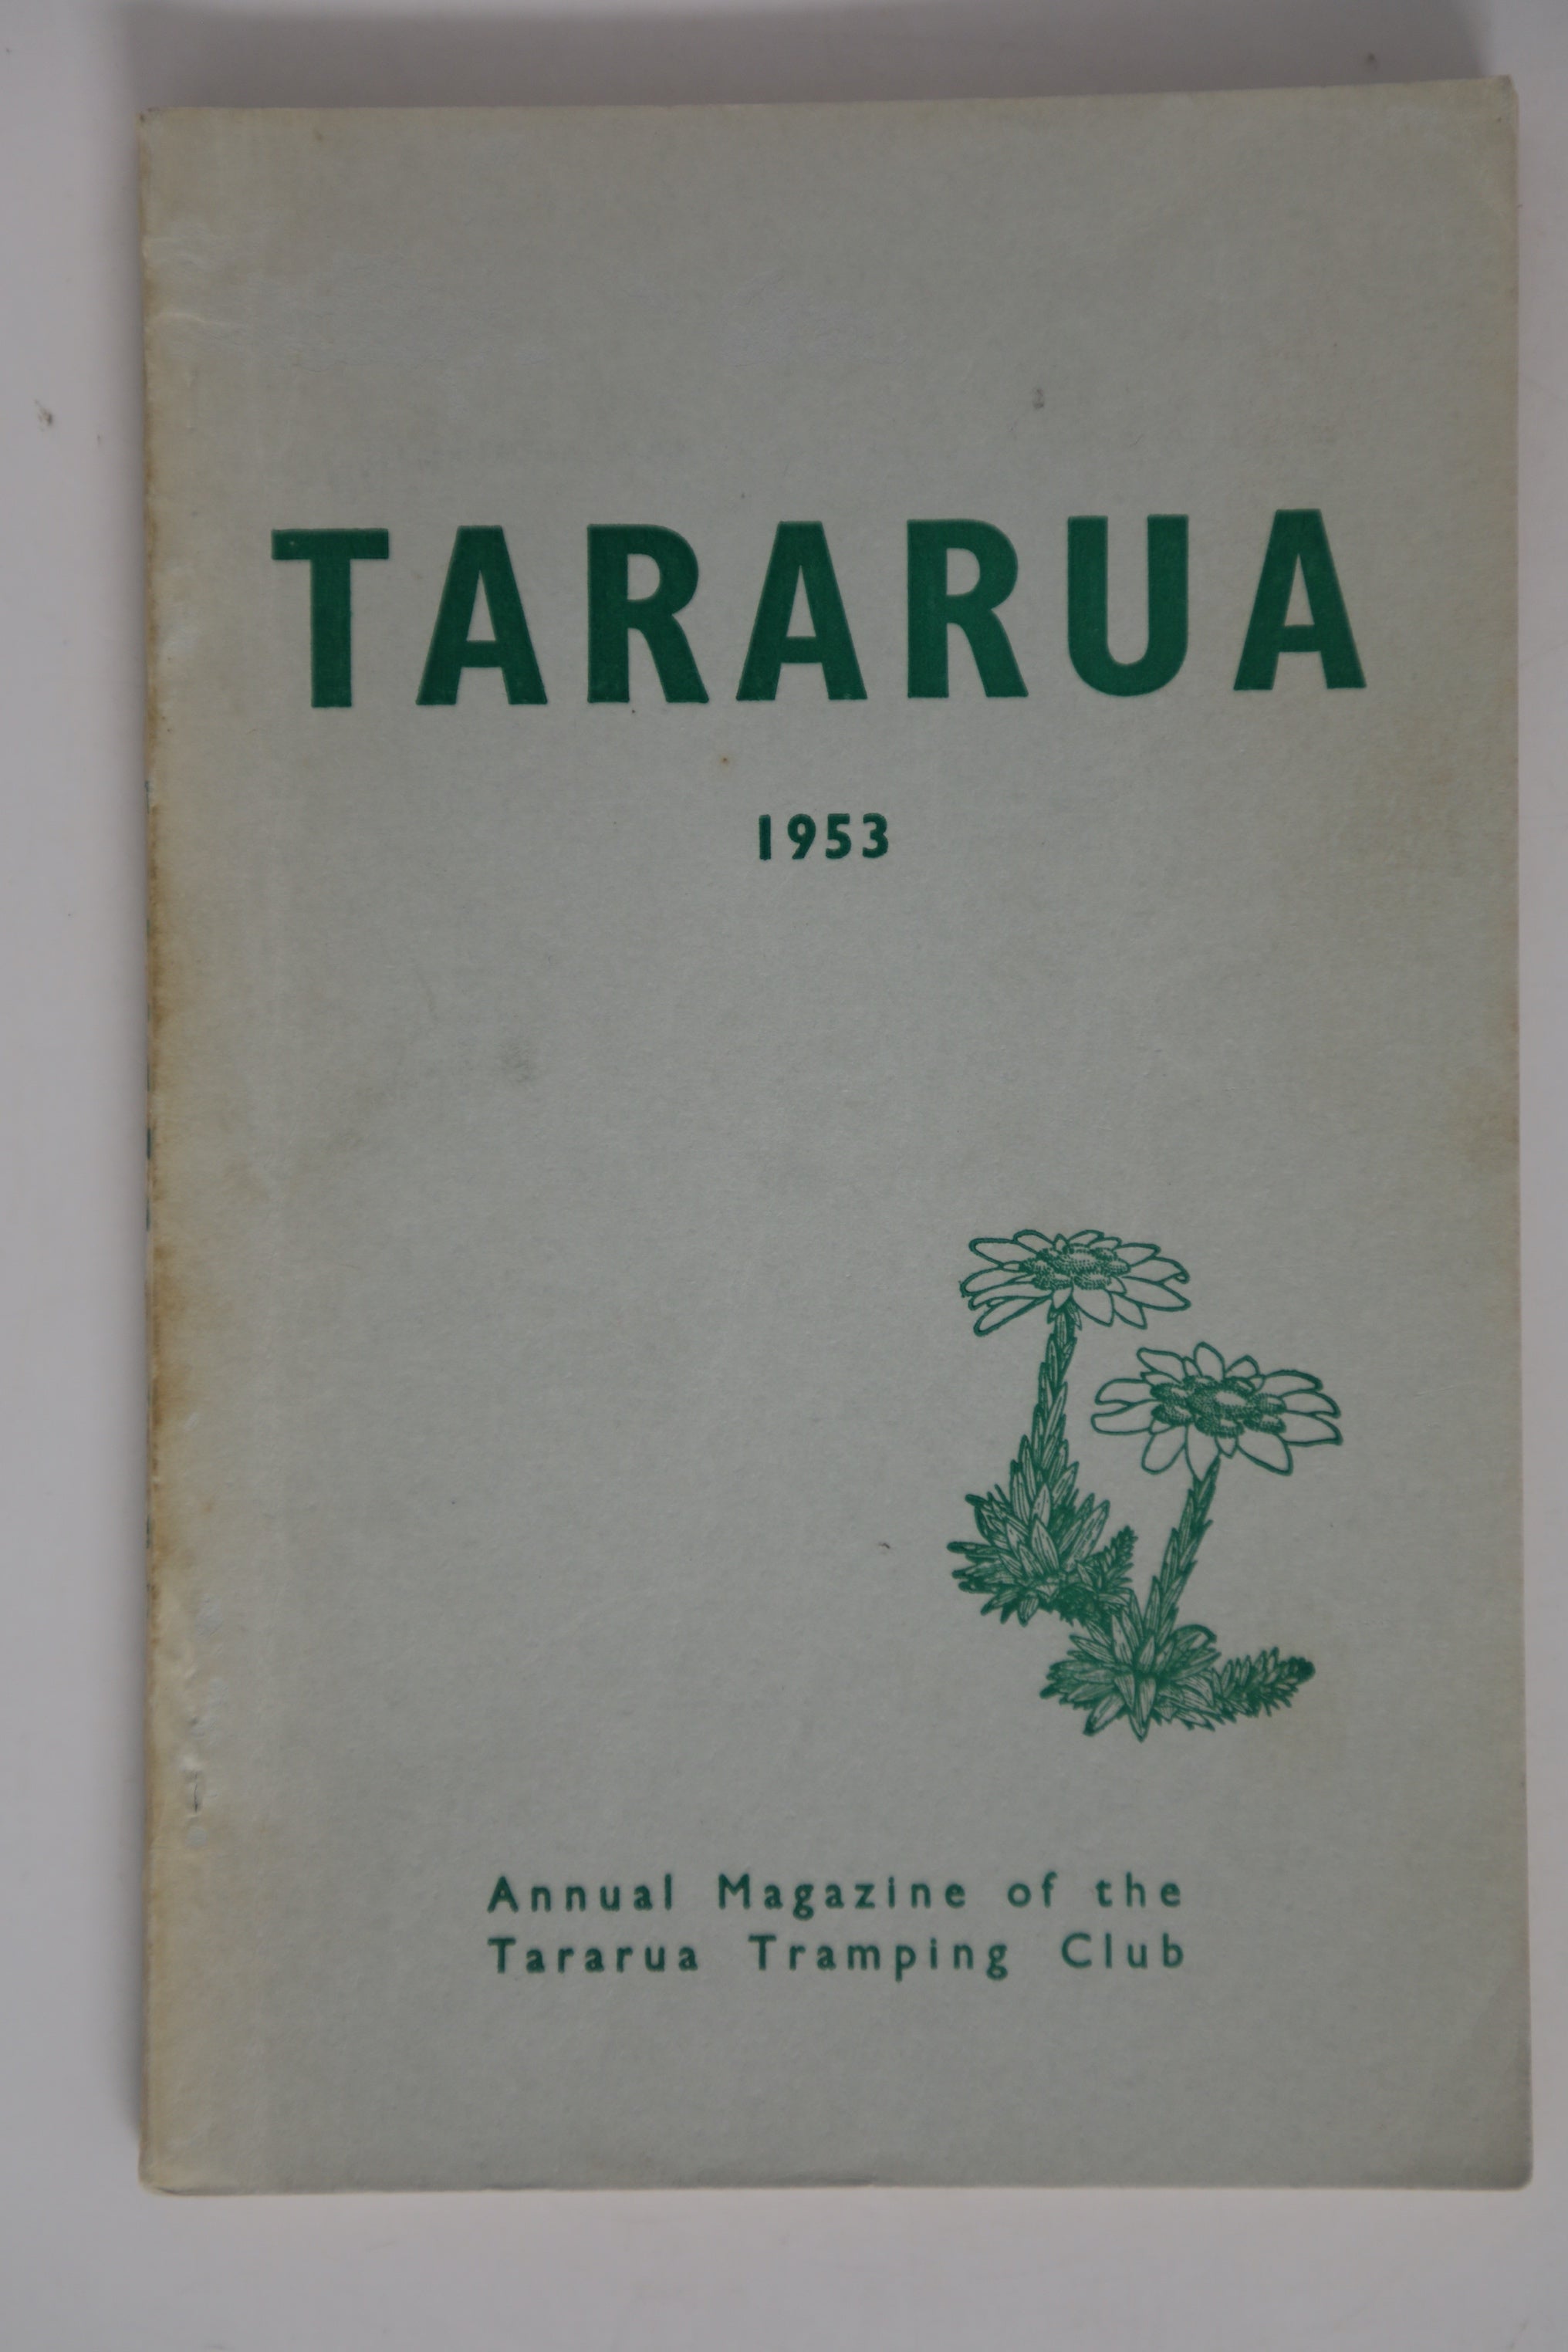 TARARUA
1953
Annual Magazine of the
Tararua Tramping Club